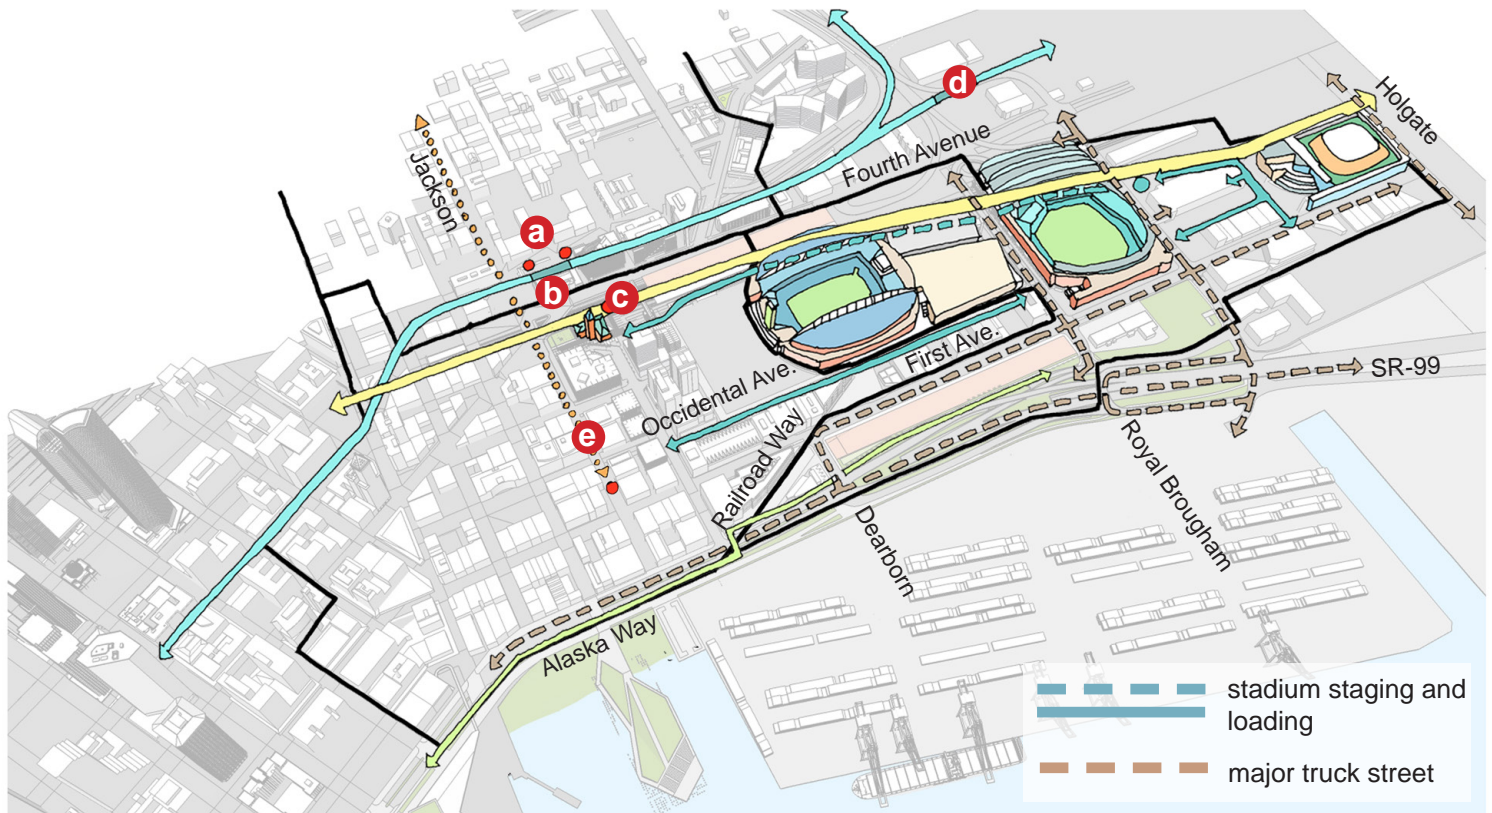 d
Holgate
Fourth Avenue
Jackson
a
b
c
First Ave.
SR-99
Occidental Ave.
e
Railroad Way
Royal Brougham
Dearborn
Alaska Way
stadium staging and
loading
major truck street